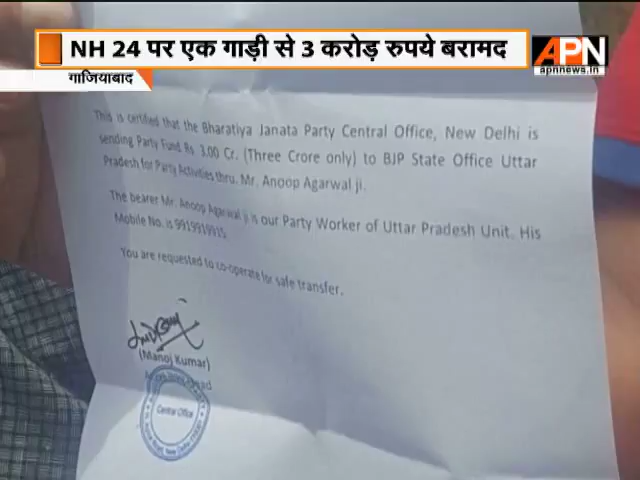 NH 24 पर एक गाड़ी से 3 करोड़ रुपये बरामद
APN
apnnews.in
गाजियाबाद
This is certified that the Bharatiya Janata Party Central Office, New Delhi is
sending Party Fund Rs 3.00 Cr. (Three Crore only) to BJP State Office Uttar
Pradesh for Party Activities thru. Mr. Anoop Agarwal ji.
The bearer Mr. Anoop Agarwal ji is our Party Worker of Uttar Pradesh Unit. His
Mobile No. is 9919919915
You are requested to co-operate for safe transfer.
(Manoj Kumar)
Central Office